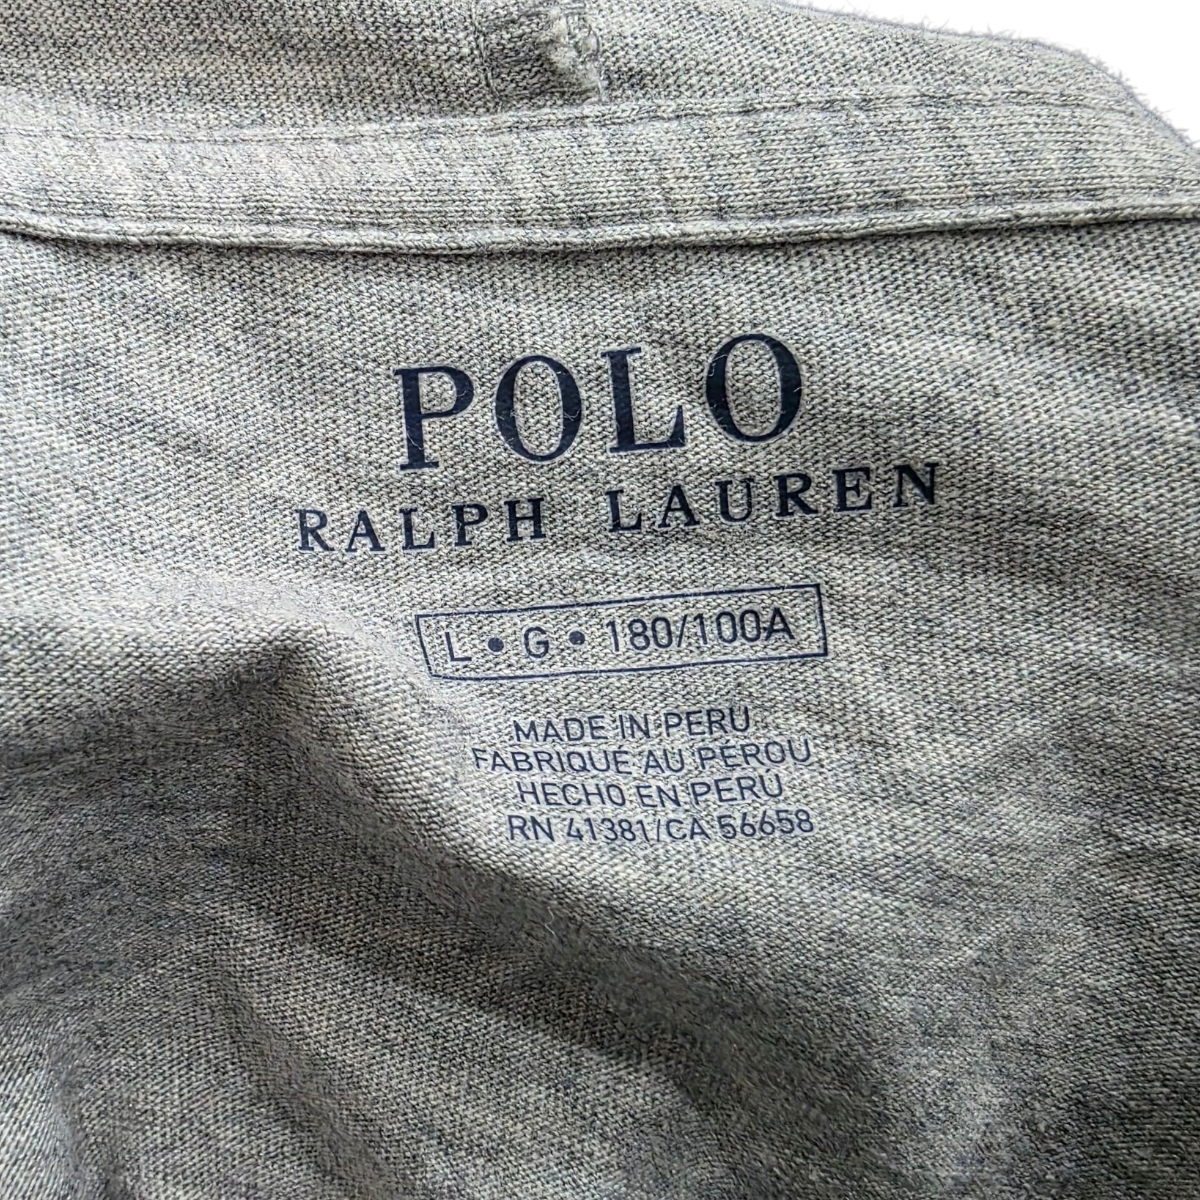 POLO
RALPH LAUREN
L • G • 180/100A
MADE IN PERU
FABRIQUÉ AU PÉROU
HECHO EN PERU
RN 41381/CA 56658